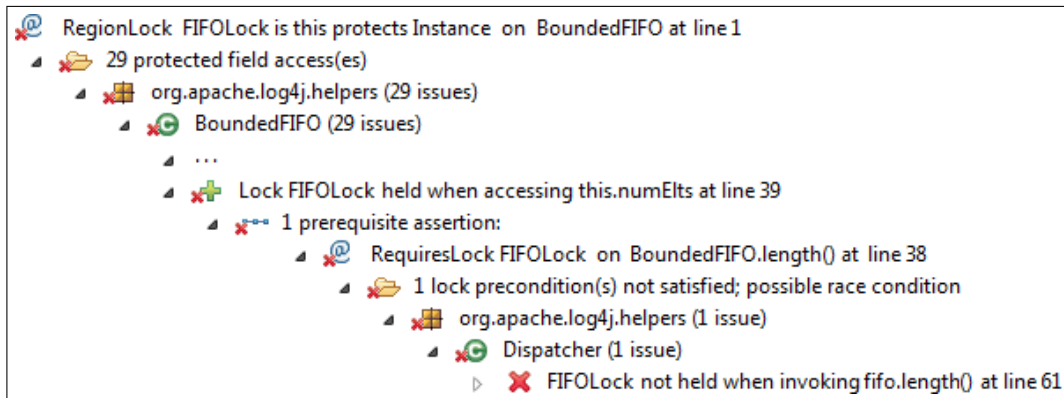 RegionLock FIFOLock is this protects Instance on BoundedFIFO at line 1
29 protected field access(es)
org.apache.log4j.helpers (29 issues)
BoundedFIFO (29 issues)
...
Lock FIFOLock held when accessing this.numElts at line 39
1 prerequisite assertion:
RequiresLock FIFOLock on BoundedFIFO.length() at line 38
1 lock precondition(s) not satisfied; possible race condition
org.apache.log4j.helpers (1 issue)
Dispatcher (1 issue)
FIFOLock not held when invoking fifo.length() at line 61